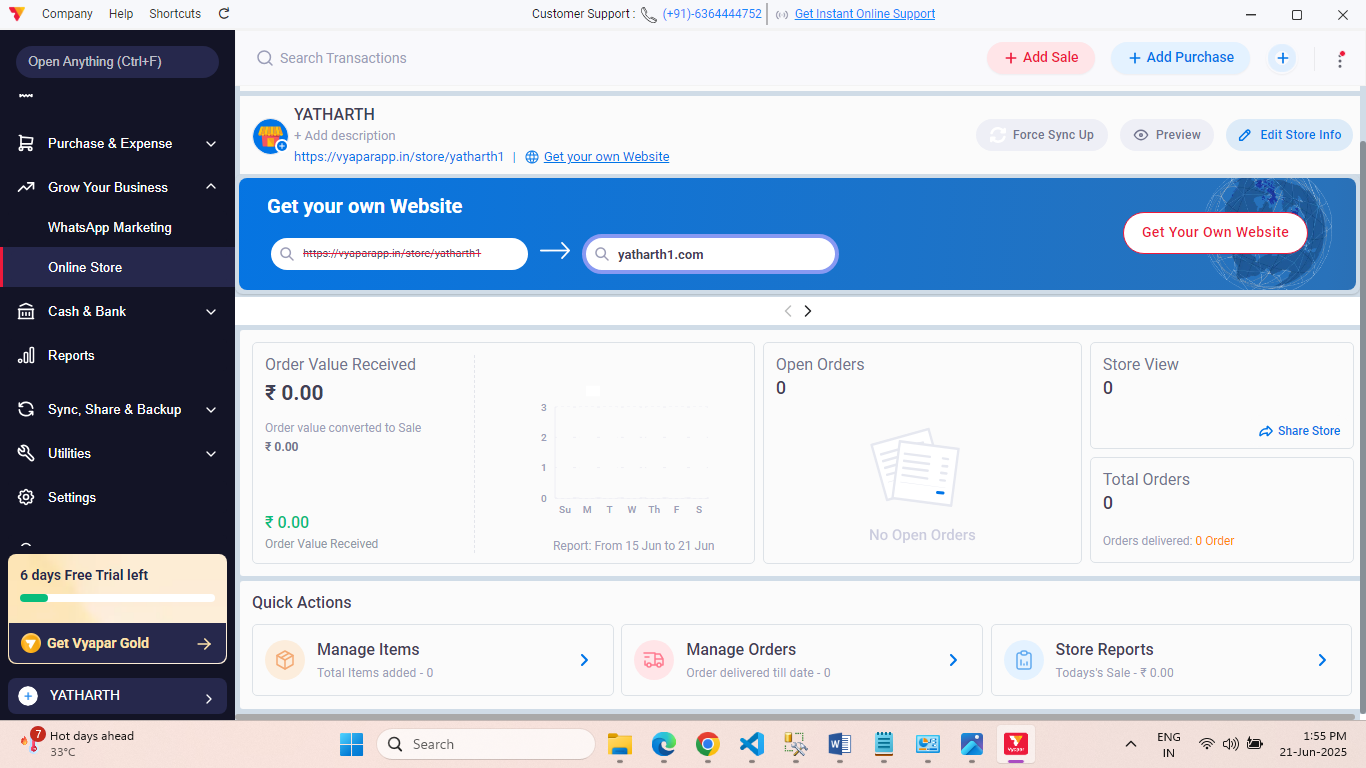 Company Help Shortcuts
Customer Support : (+91)-6364444752 Get Instant Online Support
Open Anything (Ctrl+F)
Search Transactions
+ Add Sale
+ Add Purchase
Purchase & Expense
Grow Your Business
WhatsApp Marketing
Online Store
Cash & Bank
Reports
Sync, Share & Backup
Utilities
Settings
6 days Free Trial left
Get Vyapar Gold
YATHARTH
YATHARTH
+ Add description
https://vyaparapp.in/store/yatharth1 | Get your own Website
Force Sync Up
Preview
Edit Store Info
Get your own Website
https://vyaparapp.in/store/yatharth1
yatharth1.com
Get Your Own Website
Order Value Received
₹ 0.00
Order value converted to Sale
₹ 0.00
₹ 0.00
Order Value Received
3
2
1
0
Su M T W Th F S
Report: From 15 Jun to 21 Jun
Open Orders
0
No Open Orders
Store View
0
Share Store
Total Orders
0
Orders delivered: 0 Order
Quick Actions
Manage Items
Total Items added - 0
Manage Orders
Order delivered till date - 0
Store Reports
Todays's Sale - ₹ 0.00
7
Hot days ahead
33°C
Search
Vyapar
ENG
IN
1:55 PM
21-Jun-2025